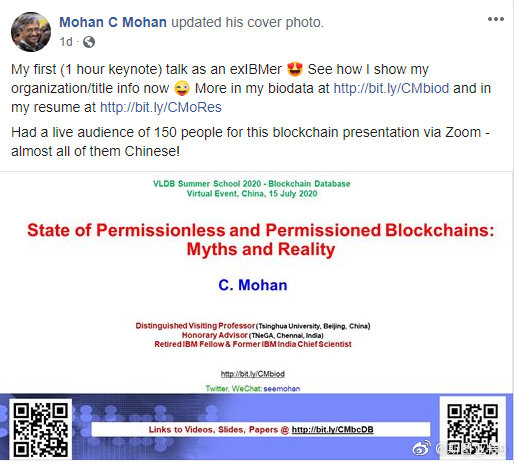 Mohan C Mohan updated his cover photo.
1d ·
My first (1 hour keynote) talk as an exIBMer 😍 See how I show my
organization/title info now 😜 More in my biodata at http://bit.ly/CMbiod and in
my resume at http://bit.ly/CMoRes
Had a live audience of 150 people for this blockchain presentation via Zoom -
almost all of them Chinese!
VLDB Summer School 2020 - Blockchain Database
Virtual Event, China, 15 July 2020
State of Permissionless and Permissioned Blockchains:
Myths and Reality
C. Mohan
Distinguished Visiting Professor (Tsinghua University, Beijing, China)
Honorary Advisor (TNeGA, Chennai, India)
Retired IBM Fellow & Former IBM India Chief Scientist
http://bit.ly/CMbiod
Twitter, WeChat: seemohan
Links to Videos, Slides, Papers @ http://bit.ly/CMbcDB